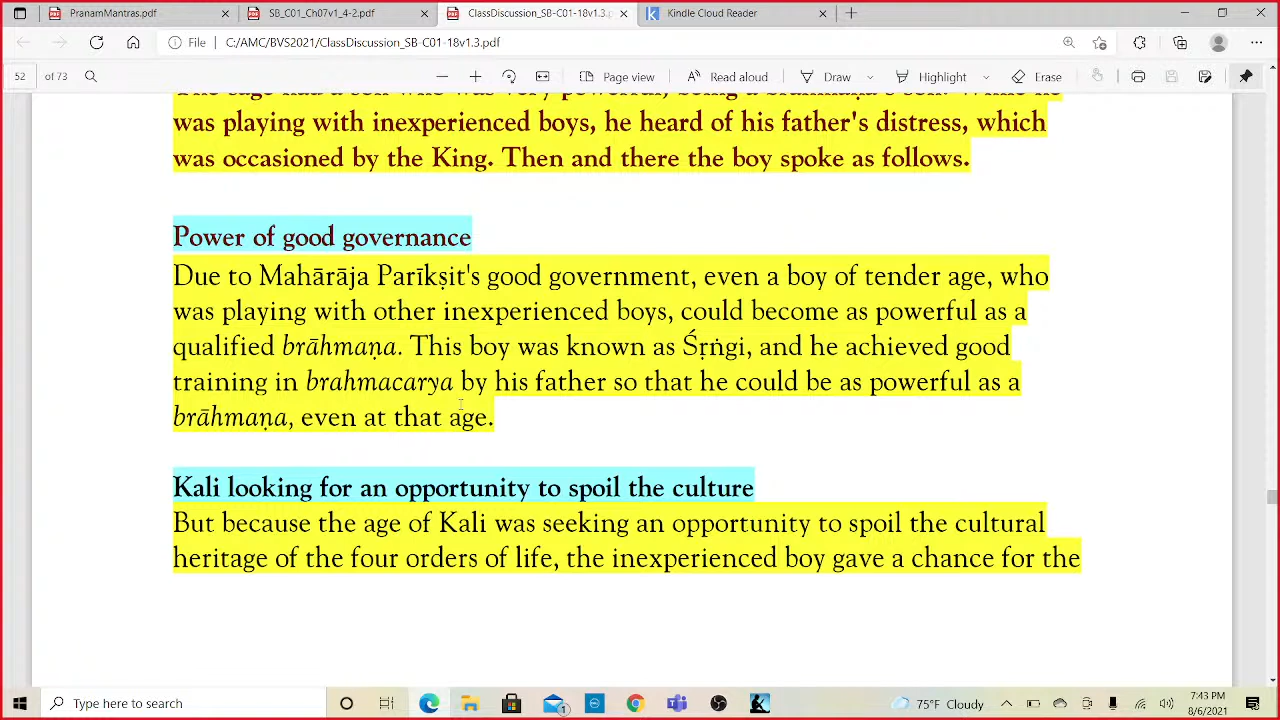 PranamMantras.pdf
SB_C01_Ch07v1_4-2.pdf
ClassDiscussion_SB-C01-18v1.3.p
Kindle Cloud Reader
File
C:/AMC/BVS2021/ClassDiscussion_SB-C01-18v1.3.pdf
52 of 73
Page view
Read aloud
Draw
Highlight
Erase
was playing with inexperienced boys, he heard of his father's distress, which
was occasioned by the King. Then and there the boy spoke as follows.
Power of good governance
Due to Mahārāja Parīkṣit's good government, even a boy of tender age, who
was playing with other inexperienced boys, could become as powerful as a
qualified brāhmaṇa. This boy was known as Śṛṅgi, and he achieved good
training in brahmacarya by his father so that he could be as powerful as a
brāhmaṇa, even at that age.
Kali looking for an opportunity to spoil the culture
But because the age of Kali was seeking an opportunity to spoil the cultural
heritage of the four orders of life, the inexperienced boy gave a chance for the
Type here to search
75°F Cloudy
7:43 PM
8/6/2021